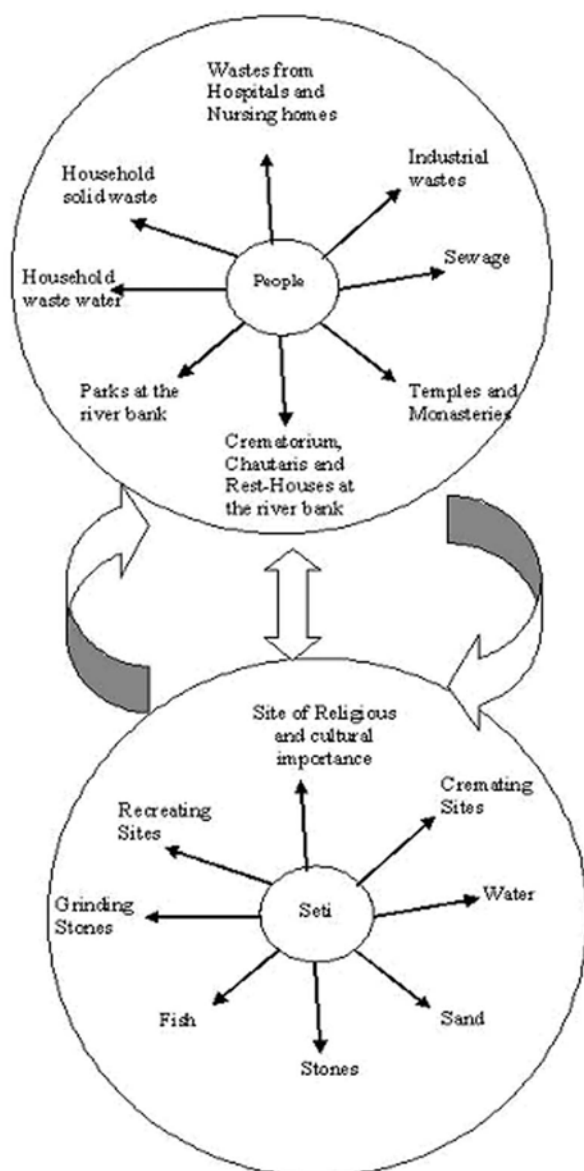 Wastes from
Hospitals and
Nursing homes
Household
solid waste
Industrial
wastes
Household
waste water
People
Sewage
Parks at the
river bank
Temples and
Monasteries
Crematorium,
Chautaris and
Rest-Houses at
the river bank
Site of Religious
and cultural
importance
Recreating
Sites
Cremating
Sites
Grinding
Stones
Seti
Water
Fish
Sand
Stones